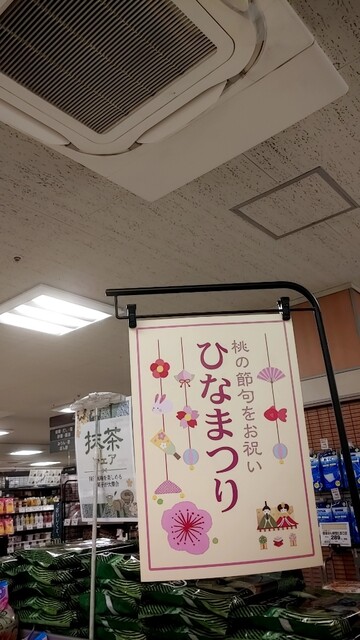 桃の節句をお祝い
ひなまつり
抹茶
フェア